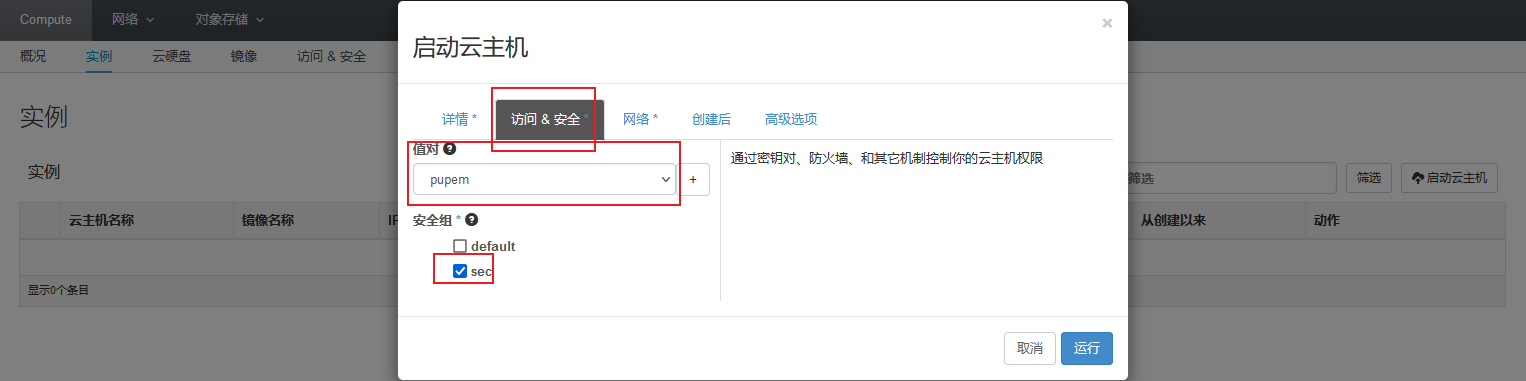 Compute 网络 对象存储
概况 实例 云硬盘 镜像 访问 & 安全
实例
实例
筛选 筛选 启动云主机
云主机名称 镜像名称 IP 从创建以来 动作
显示0个条目
启动云主机 ×
详情 * 访问 & 安全 * 网络 * 创建后 高级选项
值对
pupem +
安全组 *
default
sec
通过密钥对、防火墙、和其它机制控制你的云主机权限
取消 运行